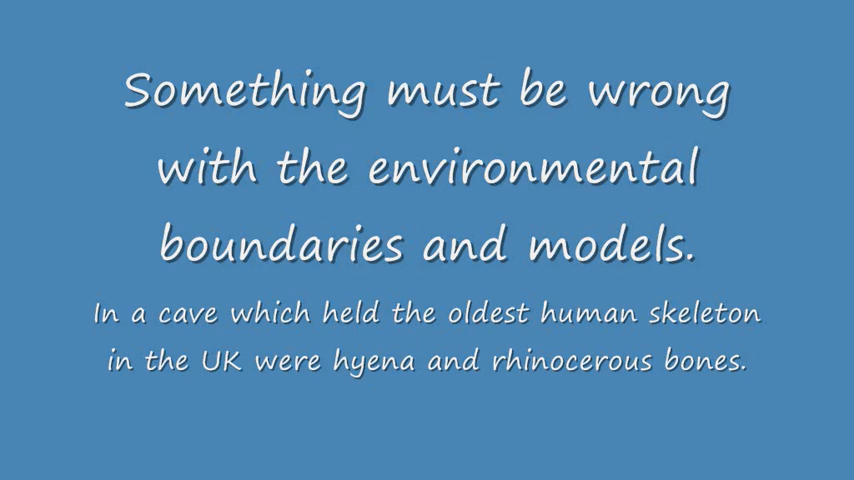 Something must be wrong
with the environmental
boundaries and models.
In a cave which held the oldest human skeleton
in the UK were hyena and rhinocerous bones.